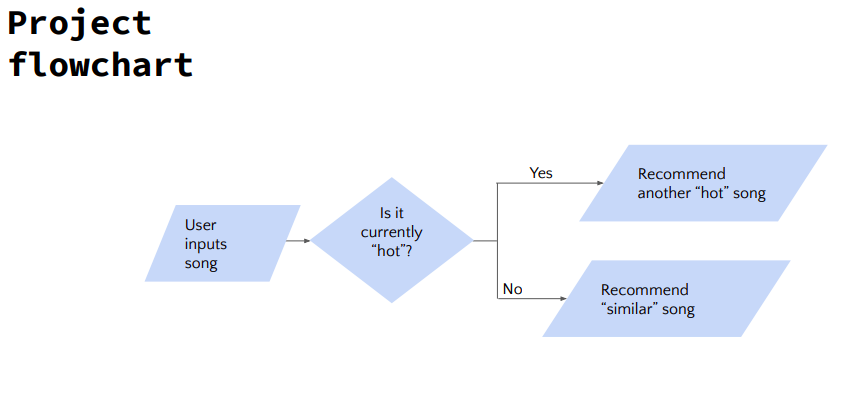 Project
flowchart
User
inputs
song
Is it
currently
“hot”?
Yes
Recommend
another “hot” song
No
Recommend
“similar” song